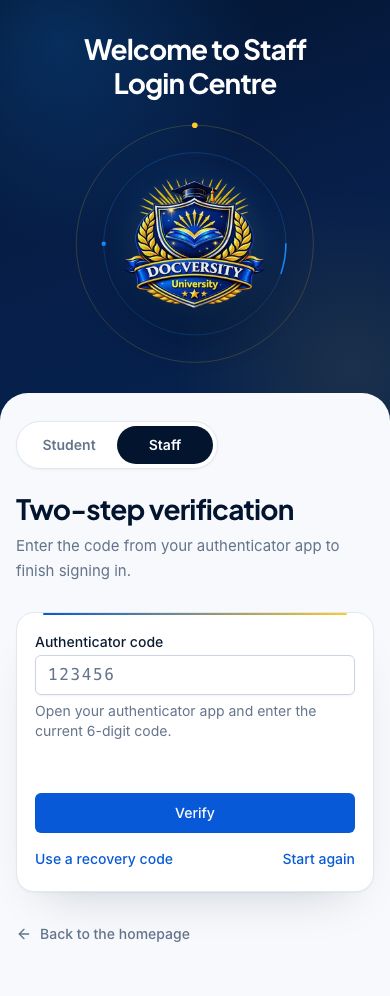 Welcome to Staff
Login Centre
DOCVERSITY
University
Student
Staff
Two-step verification
Enter the code from your authenticator app to
finish signing in.
Authenticator code
123456
Open your authenticator app and enter the
current 6-digit code.
Verify
Use a recovery code
Start again
← Back to the homepage